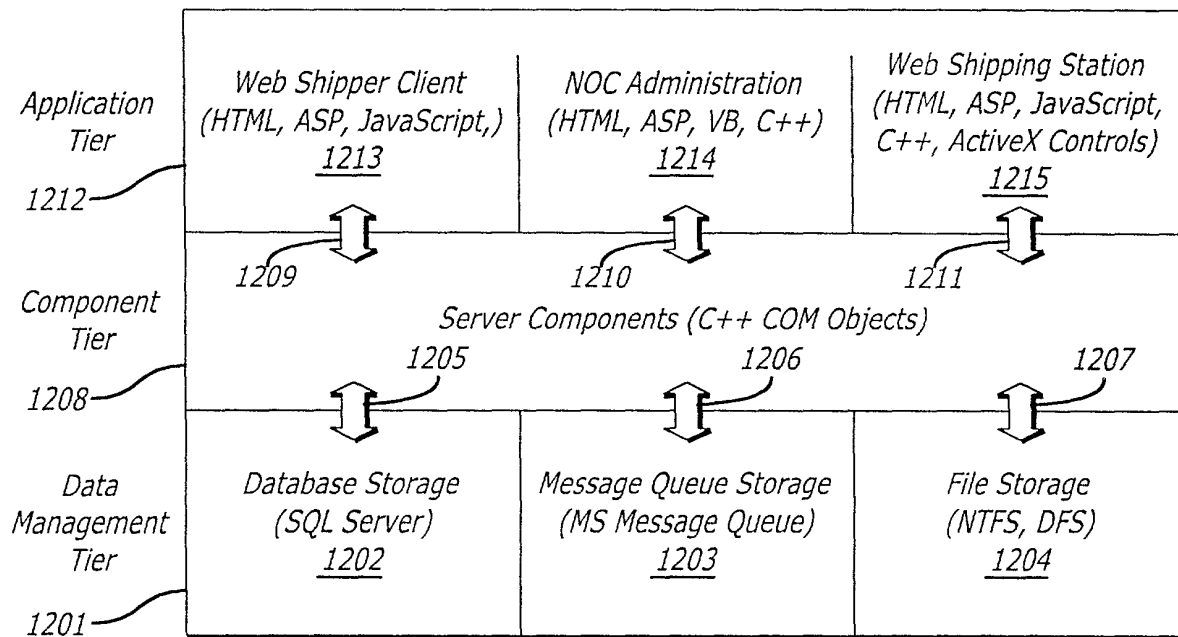 Application
Tier
1212
Web Shipper Client
(HTML, ASP, JavaScript,)
1213
NOC Administration
(HTML, ASP, VB, C++)
1214
Web Shipping Station
(HTML, ASP, JavaScript,
C++, ActiveX Controls)
1215
1209
1210
1211
Component
Tier
1208
Server Components (C++ COM Objects)
1205
1206
1207
Data
Management
Tier
1201
Database Storage
(SQL Server)
1202
Message Queue Storage
(MS Message Queue)
1203
File Storage
(NTFS, DFS)
1204